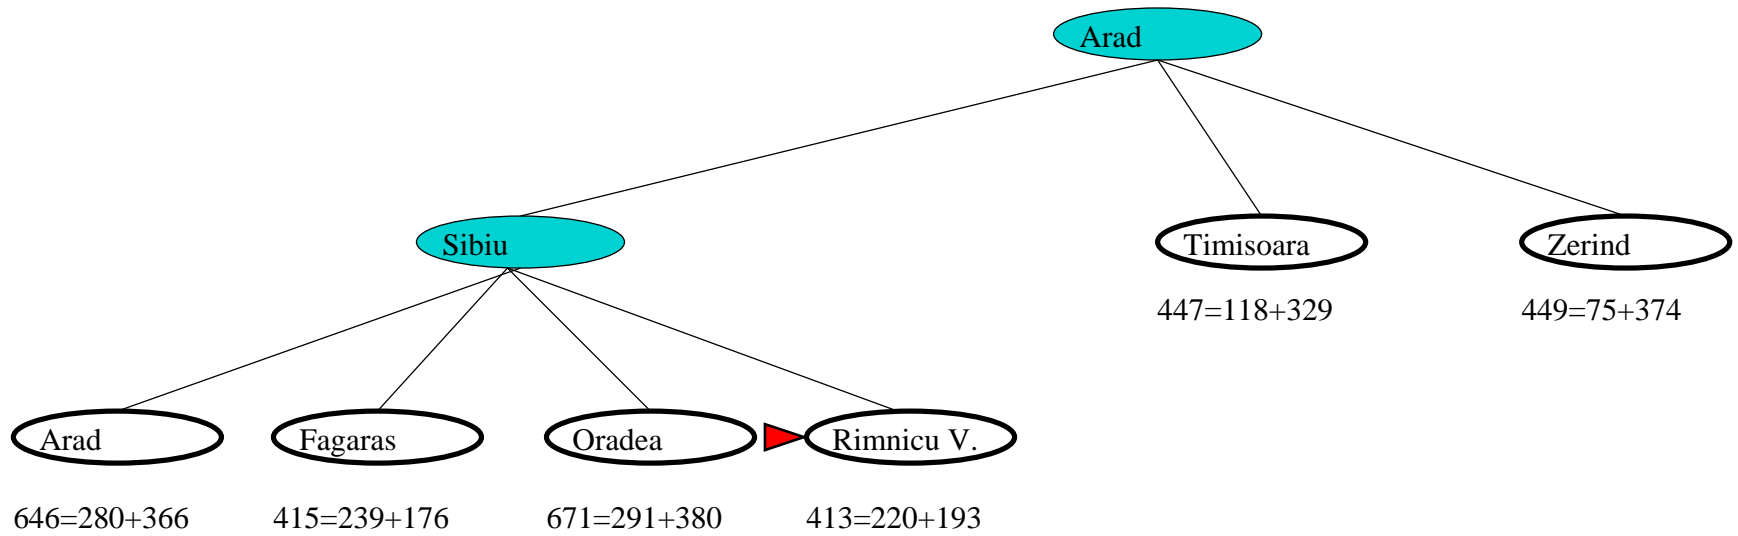 Arad
Sibiu
Timisoara
Zerind
447=118+329
449=75+374
Arad
Fagaras
Oradea
Rimnicu V.
646=280+366
415=239+176
671=291+380
413=220+193